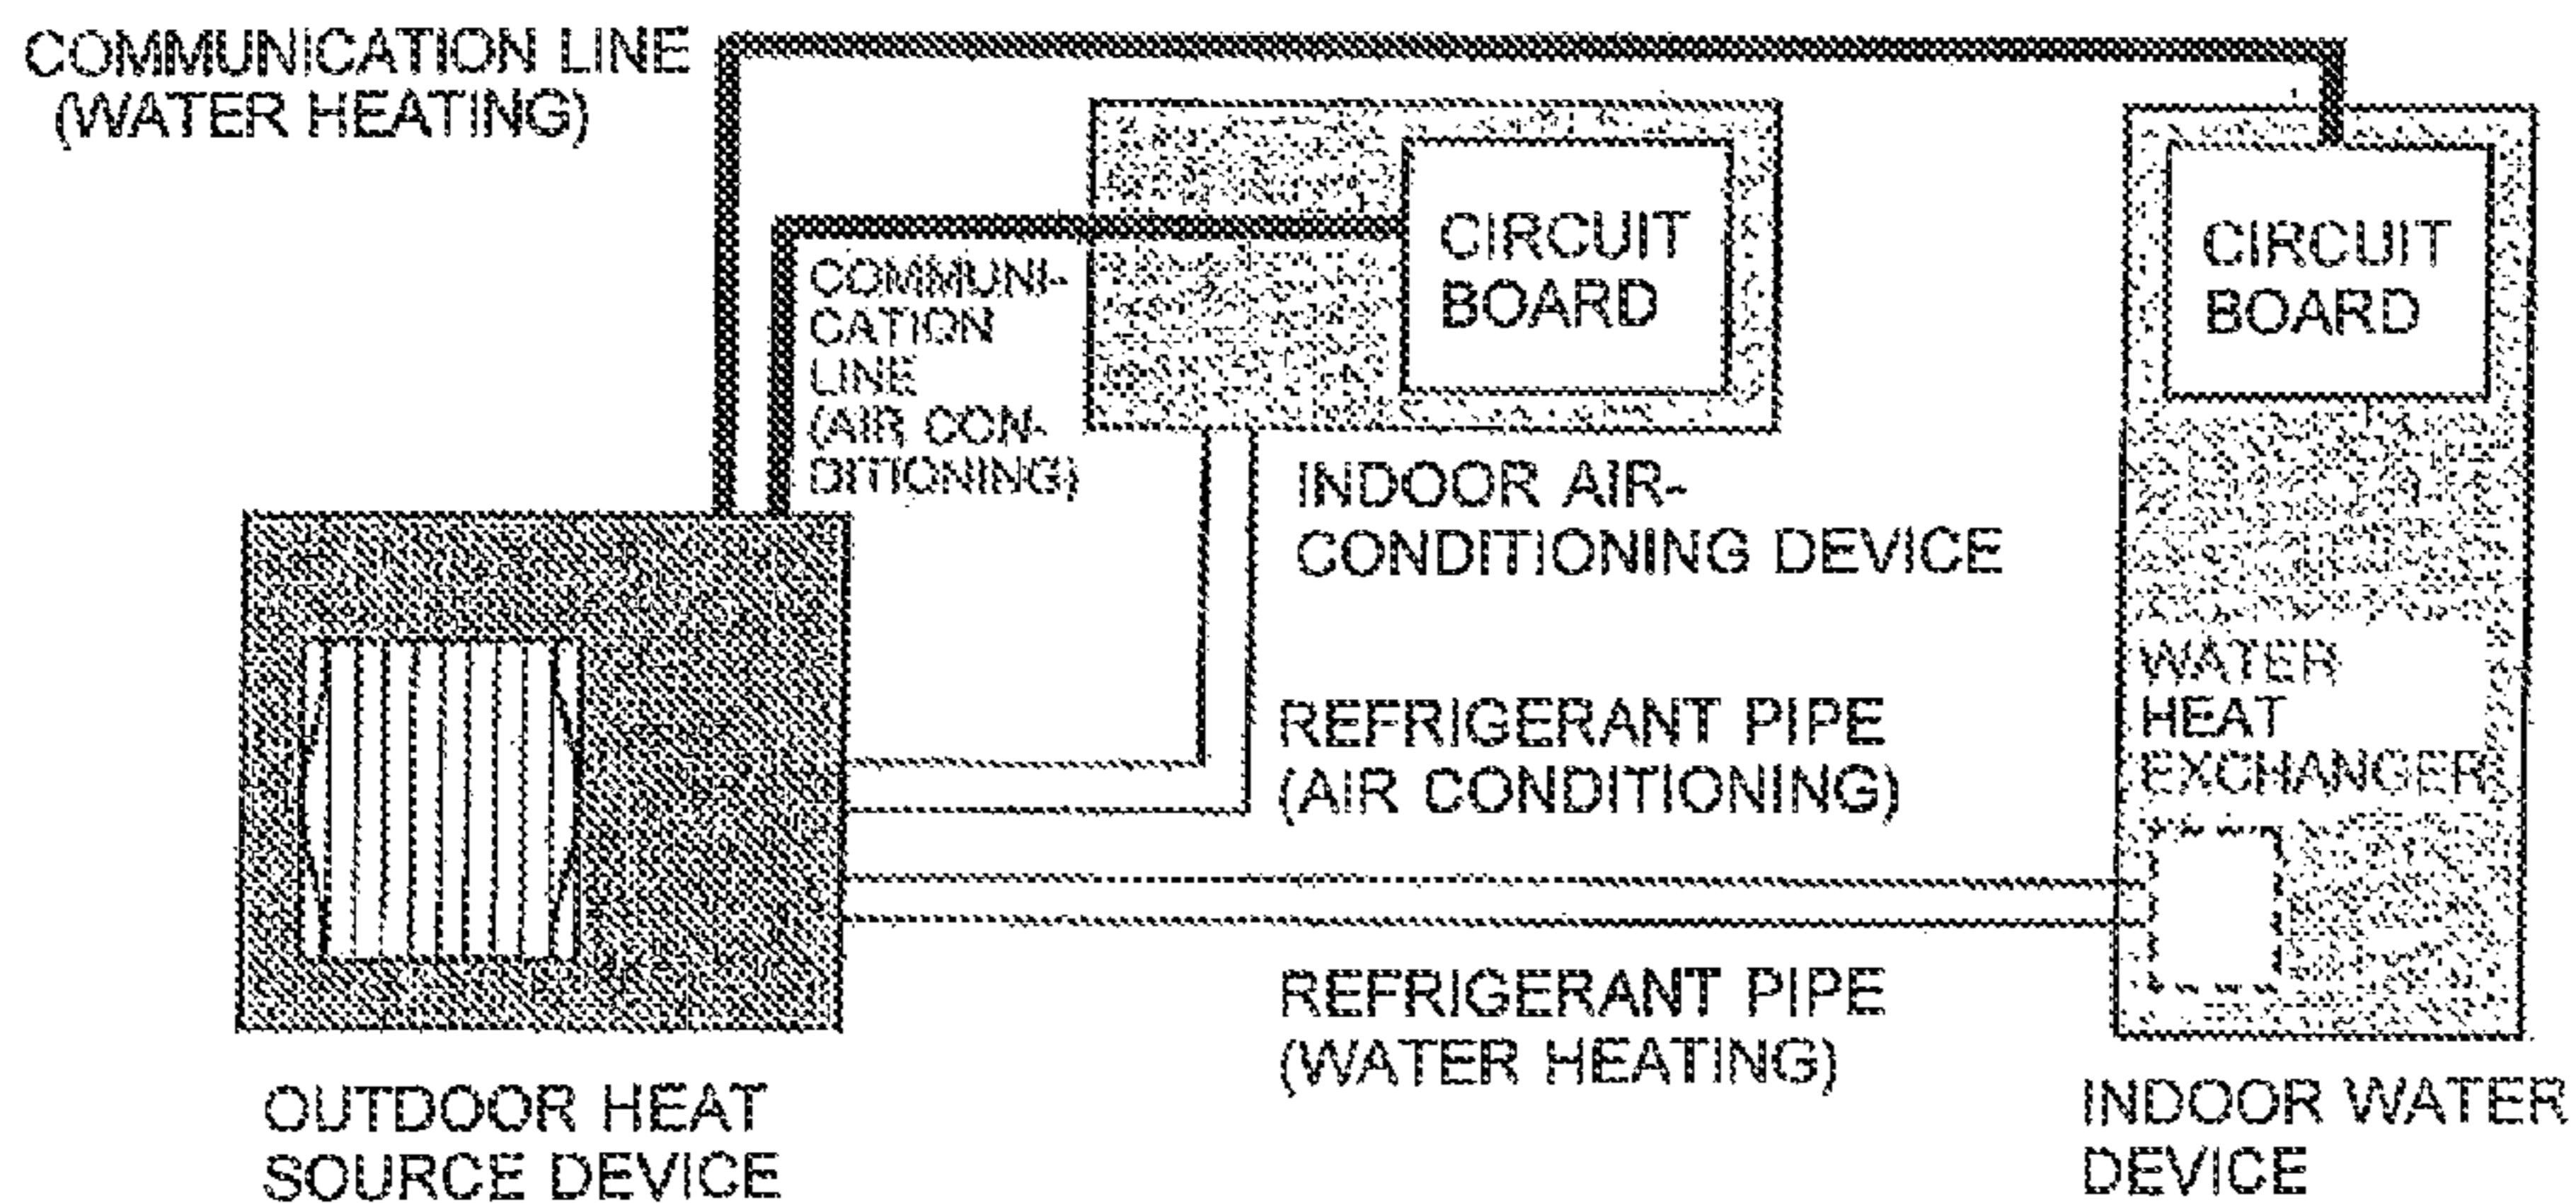 COMMUNICATION LINE
(WATER HEATING)
COMMUNI-
CATION
LINE
(AIR CON-
DITIONING)
CIRCUIT
BOARD
CIRCUIT
BOARD
INDOOR AIR-
CONDITIONING DEVICE
WATER
HEAT
EXCHANGER
REFRIGERANT PIPE
(AIR CONDITIONING)
REFRIGERANT PIPE
(WATER HEATING)
OUTDOOR HEAT
SOURCE DEVICE
INDOOR WATER
DEVICE